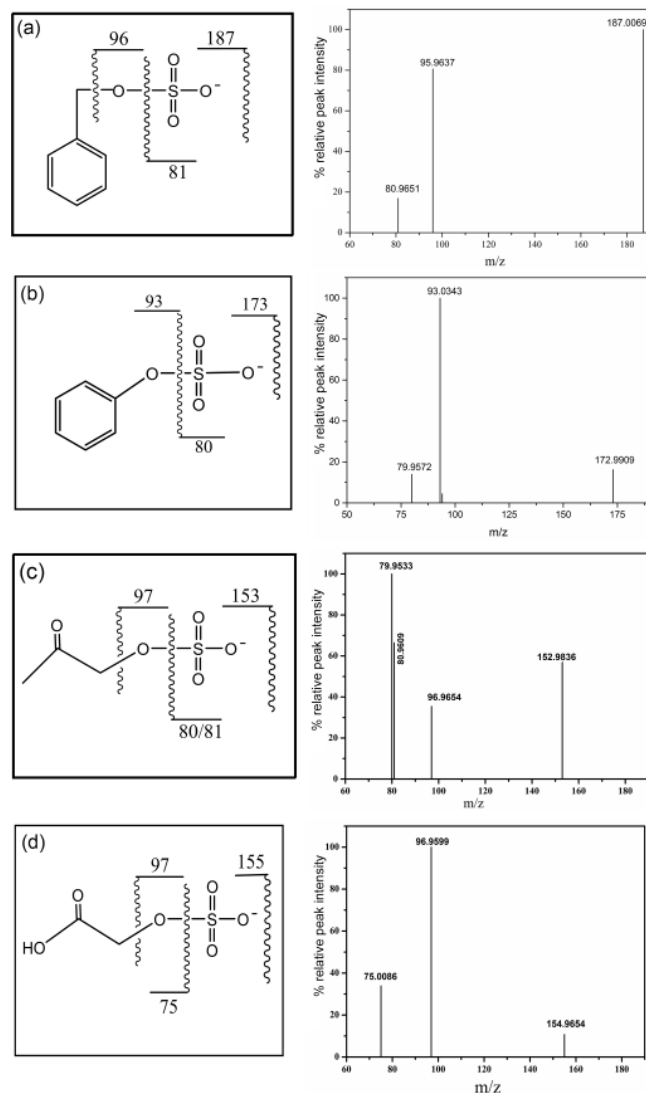 (a)
96
187
O
O
S
O
O⁻
81
% relative peak intensity
100
80
60
40
20
0
187.0069
95.9637
80.9651
60
80
100
120
140
160
180
m/z
(b)
93
173
O
O
S
O
O⁻
80
% relative peak intensity
100
80
60
40
20
0
93.0343
79.9572
172.9909
50
75
100
125
150
175
m/z
(c)
97
153
O
O
O
S
O
O⁻
80/81
% relative peak intensity
100
80
60
40
20
0
79.9533
80.9609
96.9654
152.9836
60
80
100
120
140
160
180
m/z
(d)
97
155
O
HO
O
O
S
O
O⁻
75
% relative peak intensity
100
80
60
40
20
0
96.9599
75.0086
154.9654
60
80
100
120
140
160
180
m/z